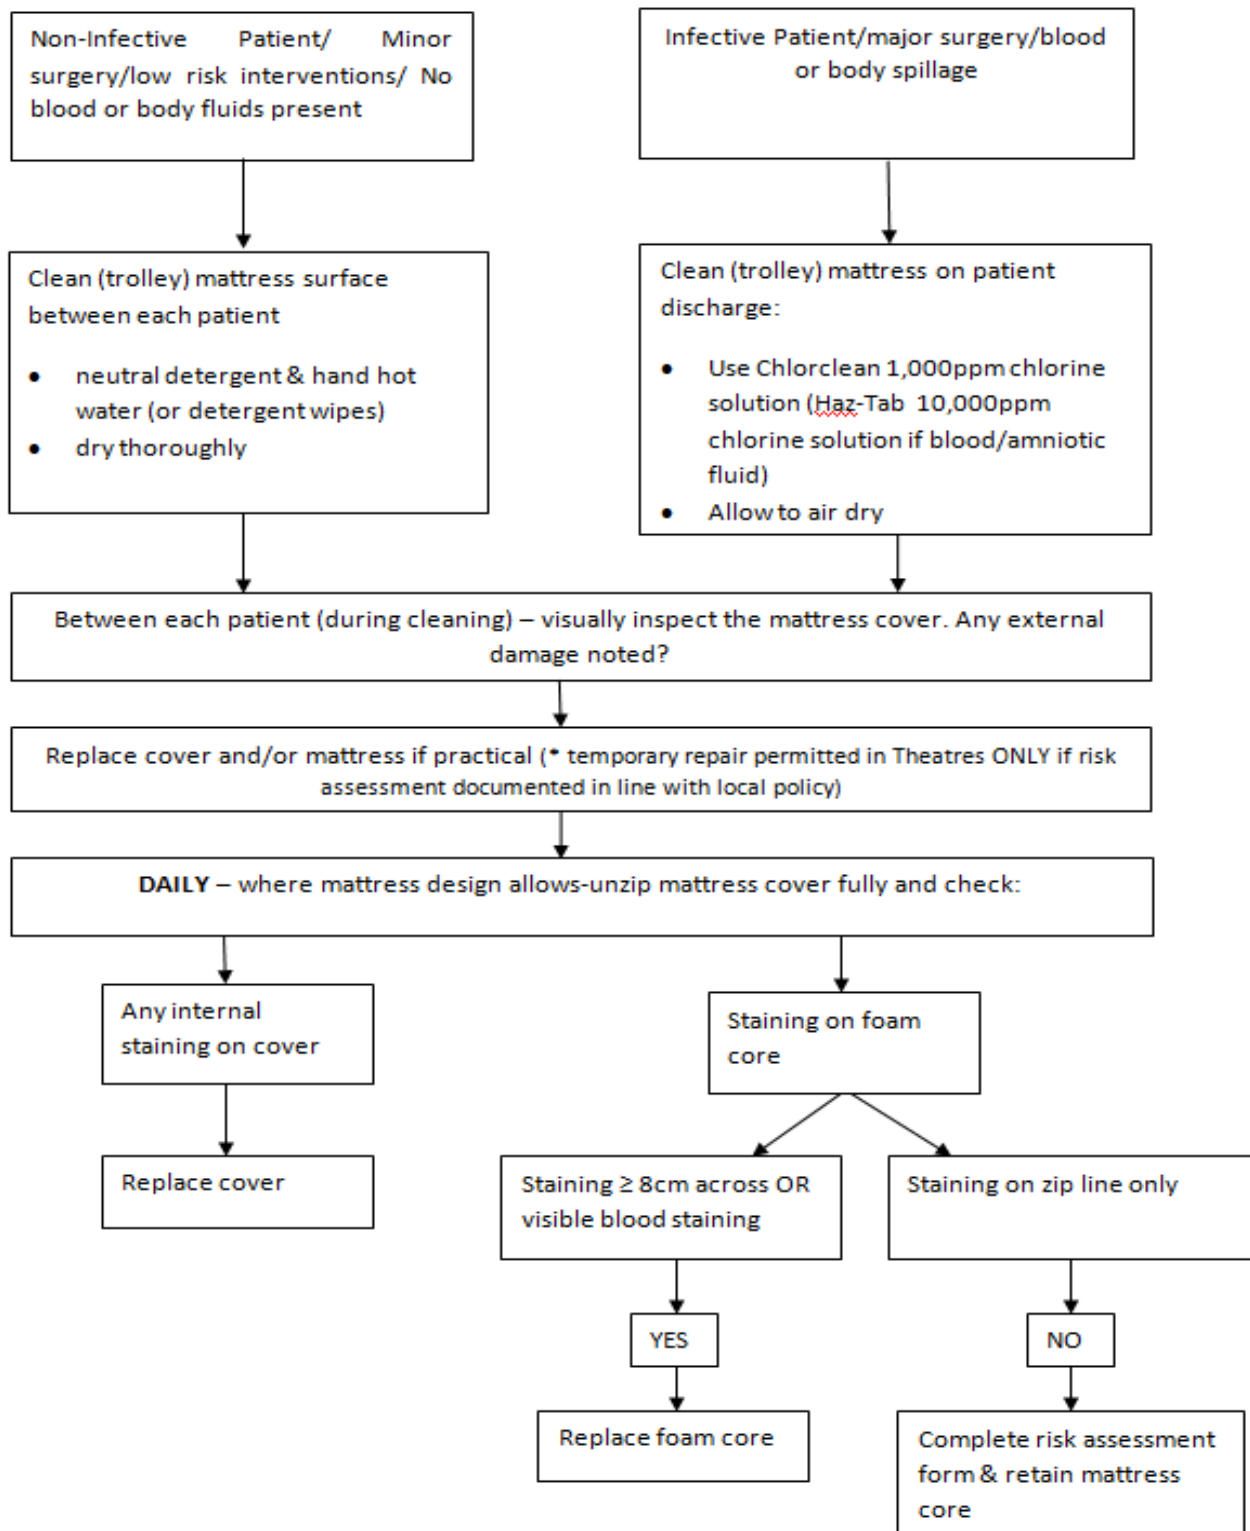 Non-Infective Patient/ Minor
surgery/low risk interventions/ No
blood or body fluids present
Infective Patient/major surgery/blood
or body spillage
Clean (trolley) mattress surface
between each patient
• neutral detergent & hand hot
water (or detergent wipes)
• dry thoroughly
Clean (trolley) mattress on patient
discharge:
• Use Chlorclean 1,000ppm chlorine
solution (Haz-Tab 10,000ppm
chlorine solution if blood/amniotic
fluid)
• Allow to air dry
Between each patient (during cleaning) – visually inspect the mattress cover. Any external
damage noted?
Replace cover and/or mattress if practical (* temporary repair permitted in Theatres ONLY if risk
assessment documented in line with local policy)
DAILY – where mattress design allows-unzip mattress cover fully and check:
Any internal
staining on cover
Staining on foam
core
Replace cover
Staining ≥ 8cm across OR
visible blood staining
Staining on zip line only
YES
NO
Replace foam core
Complete risk assessment
form & retain mattress
core